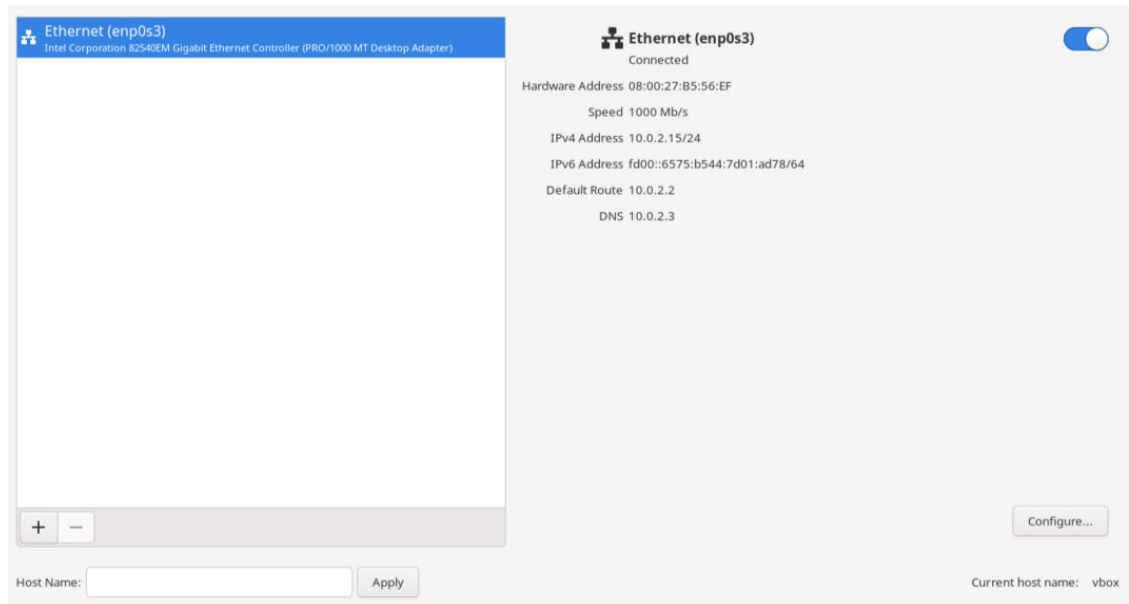 Ethernet (enp0s3)
Intel Corporation 82540EM Gigabit Ethernet Controller (PRO/1000 MT Desktop Adapter)
Ethernet (enp0s3)
Connected
Hardware Address 08:00:27:B5:56:EF
Speed 1000 Mb/s
IPv4 Address 10.0.2.15/24
IPv6 Address fd00::6575:b544:7d01:ad78/64
Default Route 10.0.2.2
DNS 10.0.2.3
Configure...
Host Name:
Apply
Current host name: vbox